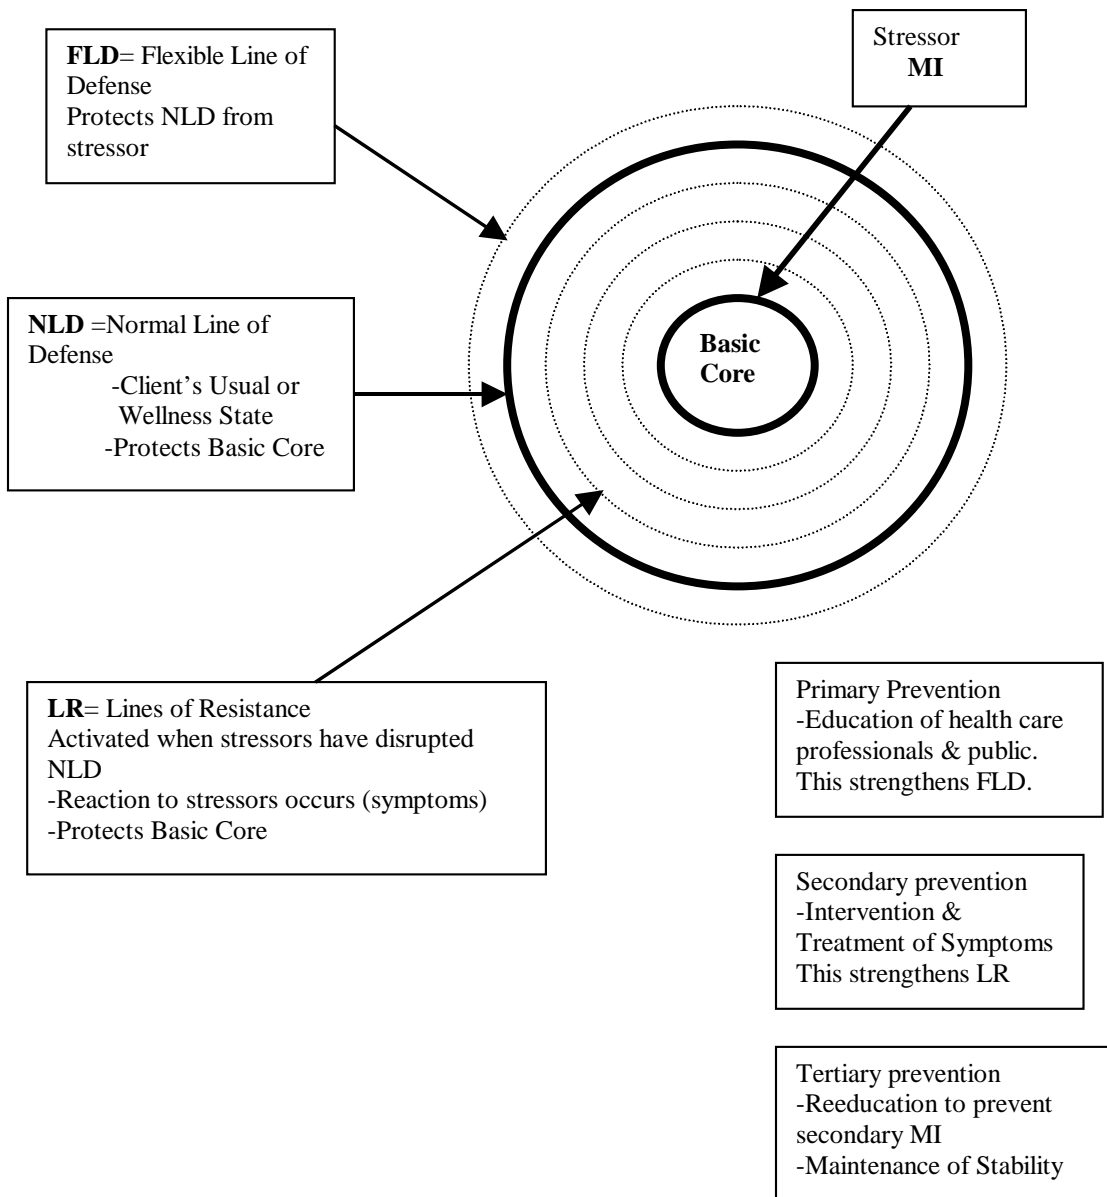 FLD= Flexible Line of
Defense
Protects NLD from
stressor
Stressor
MI
NLD =Normal Line of
Defense
-Client’s Usual or
Wellness State
-Protects Basic Core
Basic
Core
LR= Lines of Resistance
Activated when stressors have disrupted
NLD
-Reaction to stressors occurs (symptoms)
-Protects Basic Core
Primary Prevention
-Education of health care
professionals & public.
This strengthens FLD.
Secondary prevention
-Intervention &
Treatment of Symptoms
This strengthens LR
Tertiary prevention
-Reeducation to prevent
secondary MI
-Maintenance of Stability